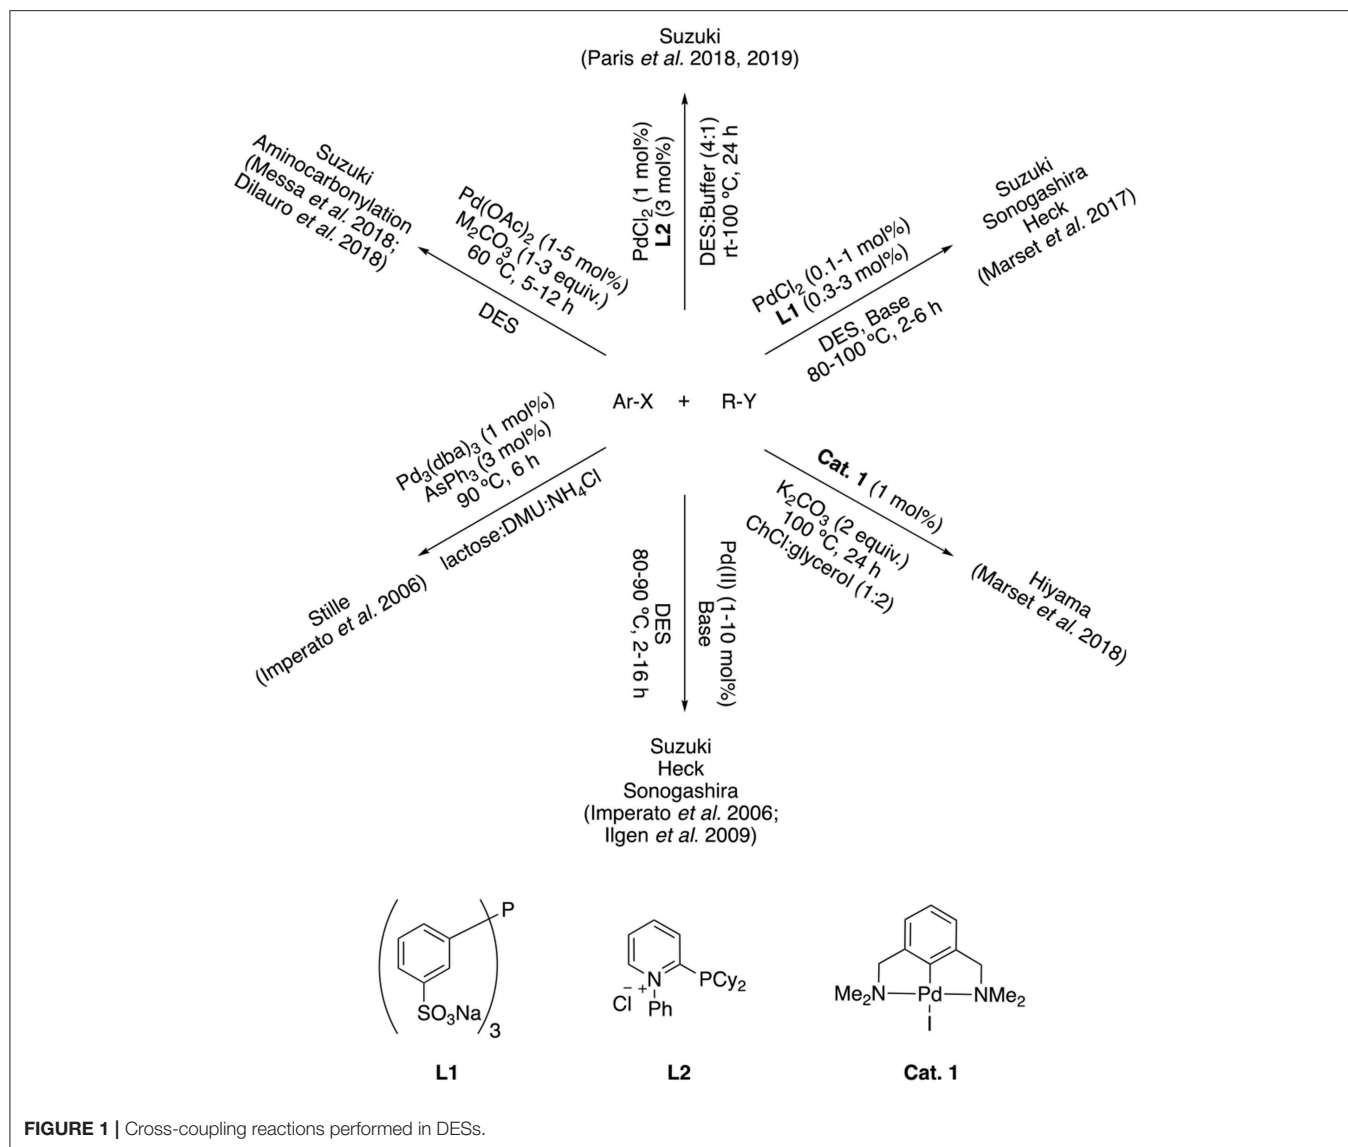 Suzuki
(Paris et al. 2018, 2019)
PdCl2 (1 mol%)
L2 (3 mol%)
DES:Buffer (4:1)
rt-100 ºC, 24 h
Suzuki
Aminocarbonylation
(Messa et al. 2018;
Dilauro et al. 2018)
Pd(OAc)2 (1-5 mol%)
M2CO3 (1-3 equiv.)
60 ºC, 5-12 h
DES
Suzuki
Sonogashira
Heck
(Marset et al. 2017)
PdCl2 (0.1-1 mol%)
L1 (0.3-3 mol%)
DES, Base
80-100 ºC, 2-6 h
Ar-X + R-Y
Pd3(dba)3 (1 mol%)
AsPh3 (3 mol%)
90 ºC, 6 h
lactose:DMU:NH4Cl
Stille
(Imperato et al. 2006)
Cat. 1 (1 mol%)
K2CO3 (2 equiv.)
100 ºC, 24 h
ChCl:glycerol (1:2)
Hiyama
(Marset et al. 2018)
Pd(II) (1-10 mol%)
Base
DES
80-90 ºC, 2-16 h
Suzuki
Heck
Sonogashira
(Imperato et al. 2006;
Ilgen et al. 2009)
P
SO3Na
3
L1
N
+
−
Cl
Ph
PCy2
L2
Me2N Pd NMe2
I
Cat. 1
FIGURE 1 | Cross-coupling reactions performed in DESs.